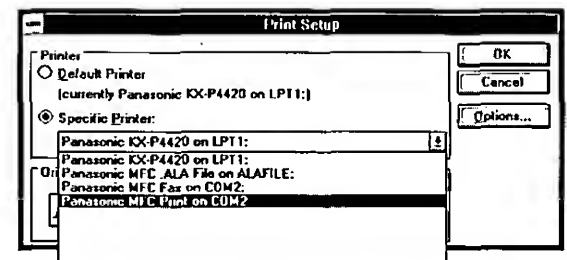 Print Setup
Printer
Default Printer
(currently Panasonic KX-P4420 on LPT1:)
Specific Printer:
Panasonic KX-P4420 on LPT1:
Panasonic KX-P4420 on LPT1:
Panasonic MFC .ALA File on ALAFILE:
Panasonic MFC Fax on COM2:
Panasonic MFC Print on COM2
Ori
OK
Cancel
Options...